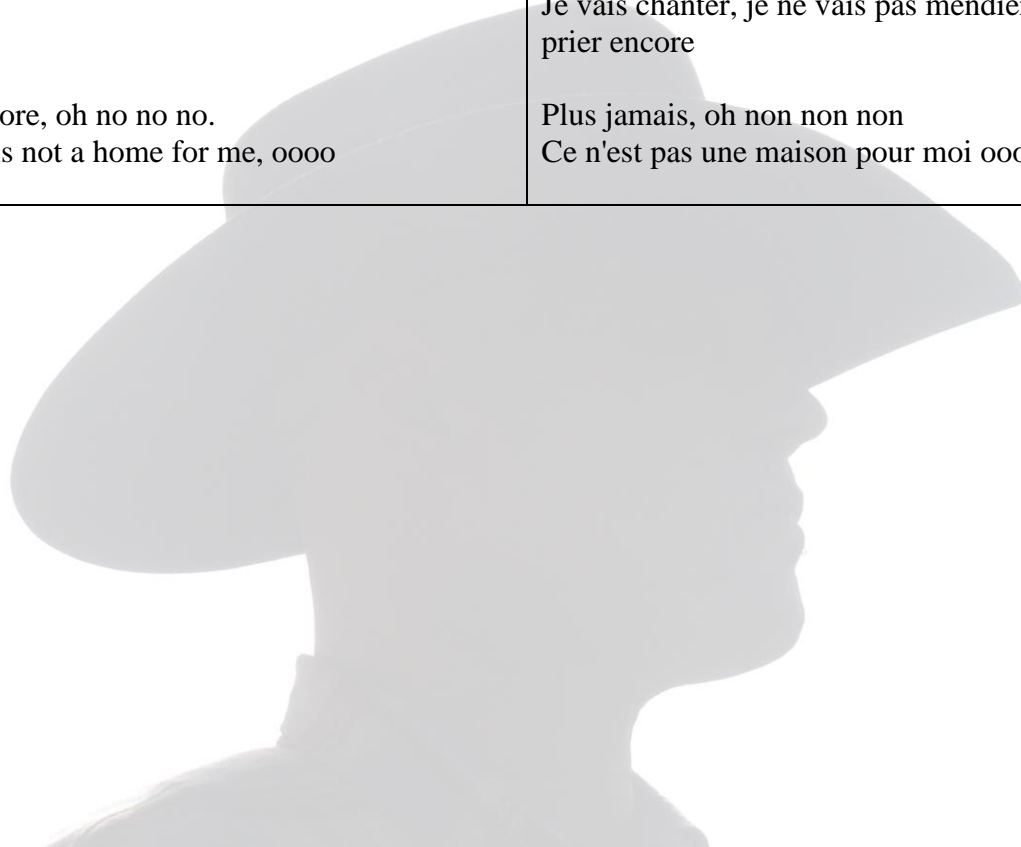 ore, oh no no no.
s not a home for me, oooo
Je vais chanter, je ne vais pas mendier
prier encore
Plus jamais, oh non non non
Ce n'est pas une maison pour moi ooo